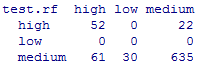 test.rf  high low medium
  high     52   0     22
  low       0   0      0
  medium   61  30    635